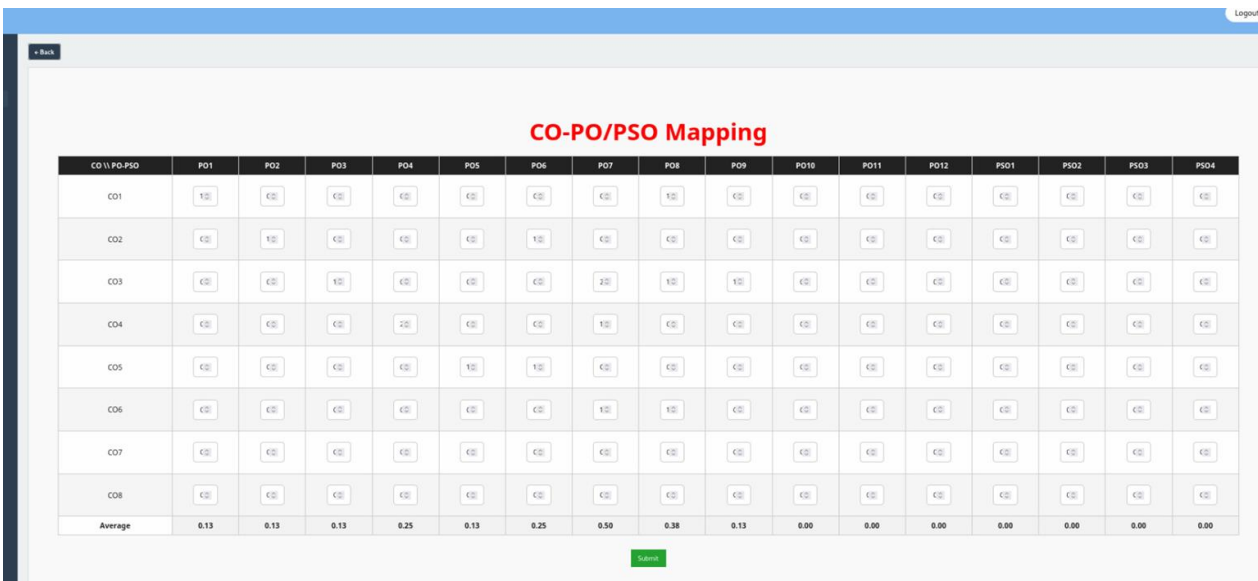 Logout
« Back
CO-PO/PSO Mapping
CO \\ PO-PSO PO1 PO2 PO3 PO4 PO5 PO6 PO7 PO8 PO9 PO10 PO11 PO12 PSO1 PSO2 PSO3 PSO4
CO1 1 0 0 0 0 0 0 1 0 0 0 0 0 0 0 0
CO2 0 1 0 0 0 1 0 0 0 0 0 0 0 0 0 0
CO3 0 0 1 0 0 0 2 1 1 0 0 0 0 0 0 0
CO4 0 0 0 2 0 0 1 0 0 0 0 0 0 0 0 0
CO5 0 0 0 0 1 1 0 0 0 0 0 0 0 0 0 0
CO6 0 0 0 0 0 0 1 1 0 0 0 0 0 0 0 0
CO7 0 0 0 0 0 0 0 0 0 0 0 0 0 0 0 0
CO8 0 0 0 0 0 0 0 0 0 0 0 0 0 0 0 0
Average 0.13 0.13 0.13 0.25 0.13 0.25 0.50 0.38 0.13 0.00 0.00 0.00 0.00 0.00 0.00 0.00
Submit